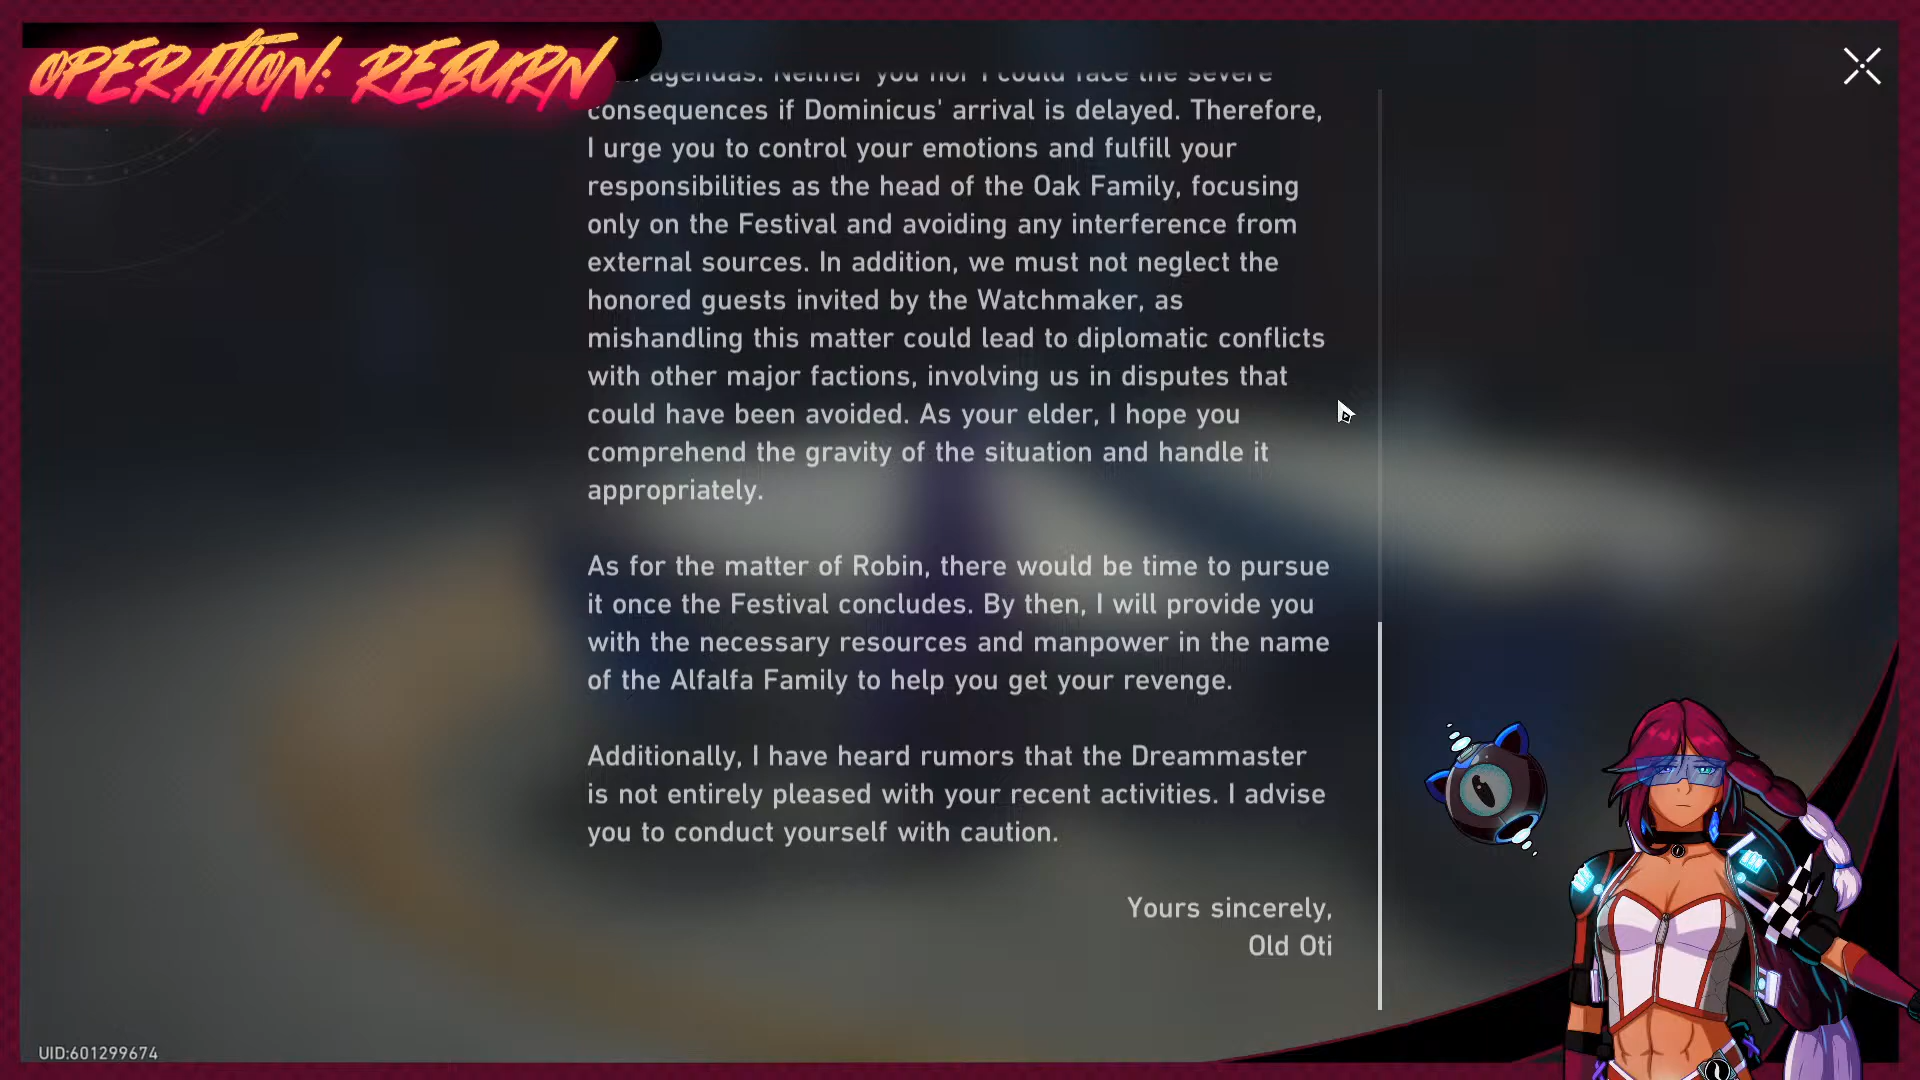 OPERATION: REBURN
agendas. Neither you nor I could face the severe
consequences if Dominicus' arrival is delayed. Therefore,
I urge you to control your emotions and fulfill your
responsibilities as the head of the Oak Family, focusing
only on the Festival and avoiding any interference from
external sources. In addition, we must not neglect the
honored guests invited by the Watchmaker, as
mishandling this matter could lead to diplomatic conflicts
with other major factions, involving us in disputes that
could have been avoided. As your elder, I hope you
comprehend the gravity of the situation and handle it
appropriately.
As for the matter of Robin, there would be time to pursue
it once the Festival concludes. By then, I will provide you
with the necessary resources and manpower in the name
of the Alfalfa Family to help you get your revenge.
Additionally, I have heard rumors that the Dreammaster
is not entirely pleased with your recent activities. I advise
you to conduct yourself with caution.
Yours sincerely,
Old Oti
UID:601299674